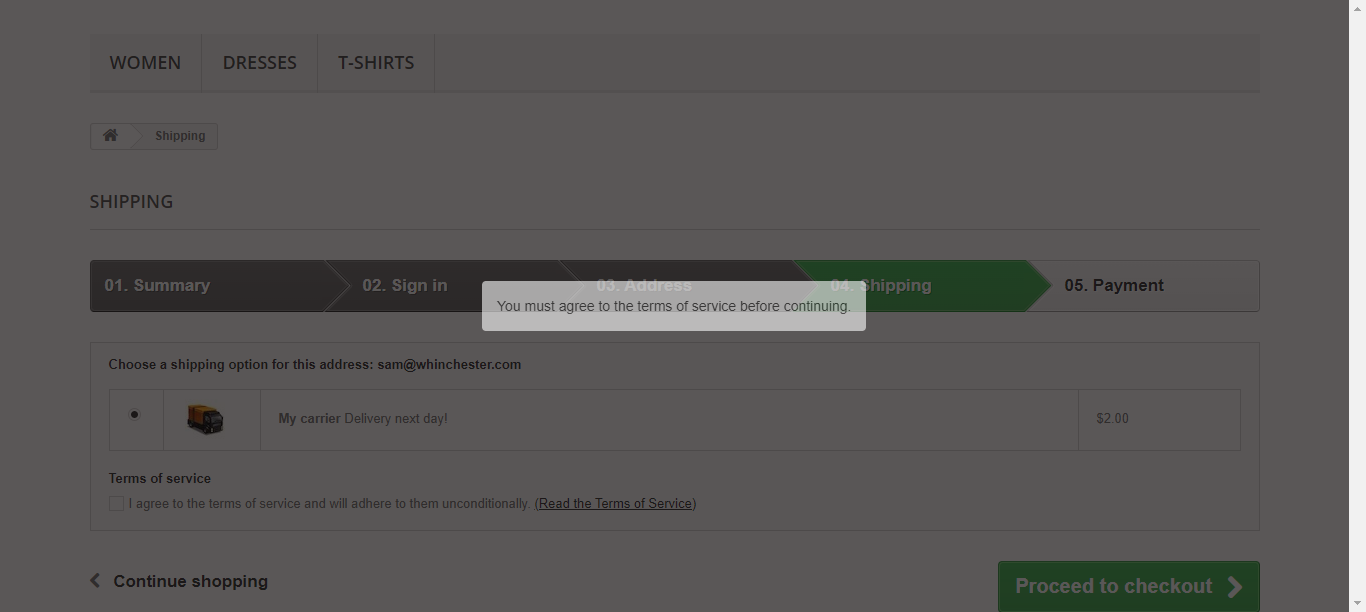 WOMEN DRESSES T-SHIRTS
Shipping
SHIPPING
01. Summary 02. Sign in 03. Address 04. Shipping 05. Payment
You must agree to the terms of service before continuing.
Choose a shipping option for this address: sam@whinchester.com
My carrier Delivery next day! $2.00
Terms of service
I agree to the terms of service and will adhere to them unconditionally. (Read the Terms of Service)
Continue shopping Proceed to checkout